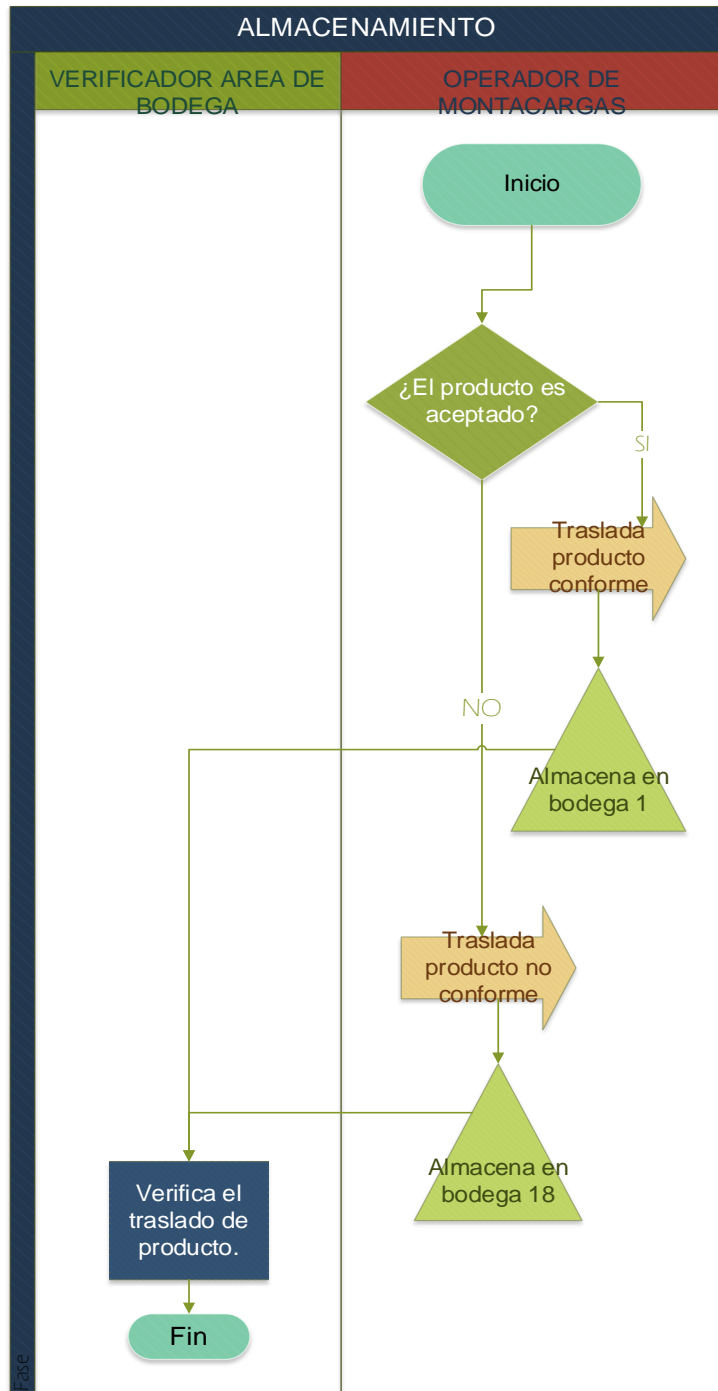 ALMACENAMIENTO
VERIFICADOR AREA DE
BODEGA
OPERADOR DE
MONTACARGAS
Inicio
¿El producto es
aceptado?
SI
Traslada
producto
conforme
NO
Almacena en
bodega 1
Traslada
producto no
conforme
Almacena en
bodega 18
Verifica el
traslado de
producto.
Fin
Fase